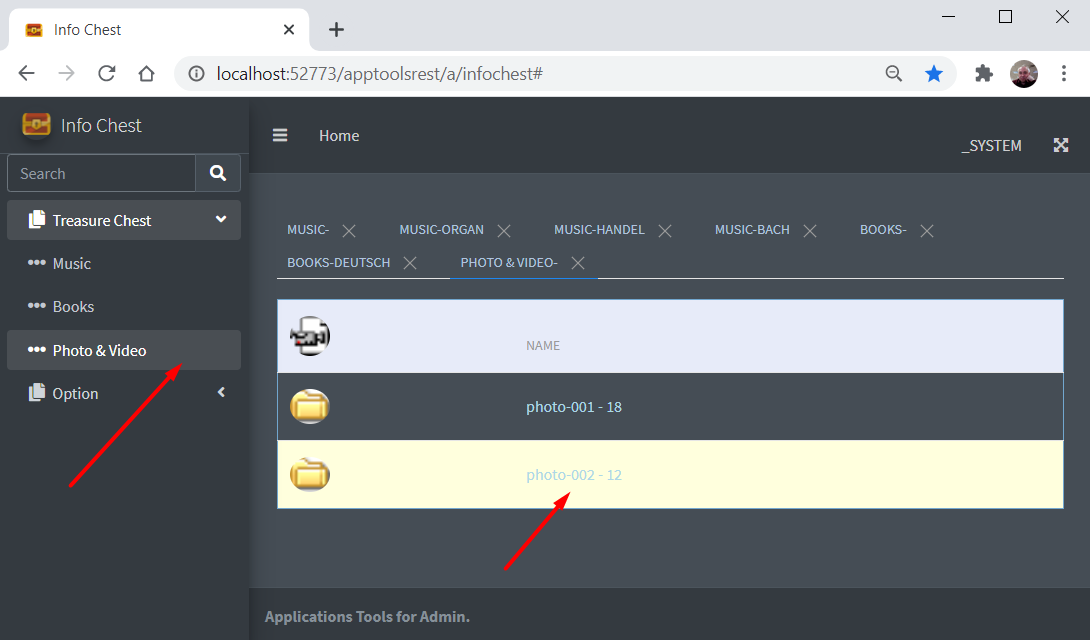 Info Chest
localhost:52773/apptoolsrest/a/infochest#
Info Chest
Home
_SYSTEM
Search
Treasure Chest
Music
Books
Photo & Video
Option
MUSIC- MUSIC-ORGAN MUSIC-HANDEL MUSIC-BACH BOOKS-
BOOKS-DEUTSCH PHOTO & VIDEO-
NAME
photo-001 - 18
photo-002 - 12
Applications Tools for Admin.